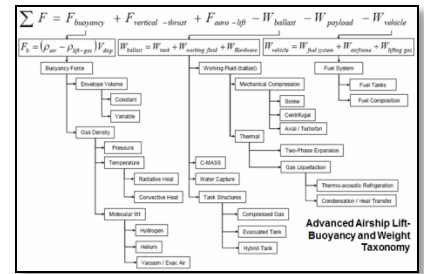 ∑ F = F_buoyancy + F_vertical-thrust + F_aero-lift − W_ballast − W_payload − W_vehicle
F_b = (ρ_air − ρ_lift-gas) V_disp
W_ballast = W_tank + W_working fluid + W_Hardware
W_vehicle = W_fuel system + W_airframe + W_lifting gas
Buoyancy Force
Envelope Volume
Constant
Variable
Gas Density
Pressure
Temperature
Radiative Heat
Convective Heat
Molecular Wt
Hydrogen
Helium
Vacuum / Evac Air
Working Fluid (ballast)
Mechanical Compression
Screw
Centrifugal
Axial / Turbofan
Thermal
Two-Phase Expansion
Gas Liquefaction
Thermo-acoustic Refrigeration
Condensation / Heat Transfer
C-MASS
Water Capture
Tank Structures
Compressed Gas
Evacuated Tank
Hybrid Tank
Fuel System
Fuel Tanks
Fuel Composition
Advanced Airship Lift-
Buoyancy and Weight
Taxonomy